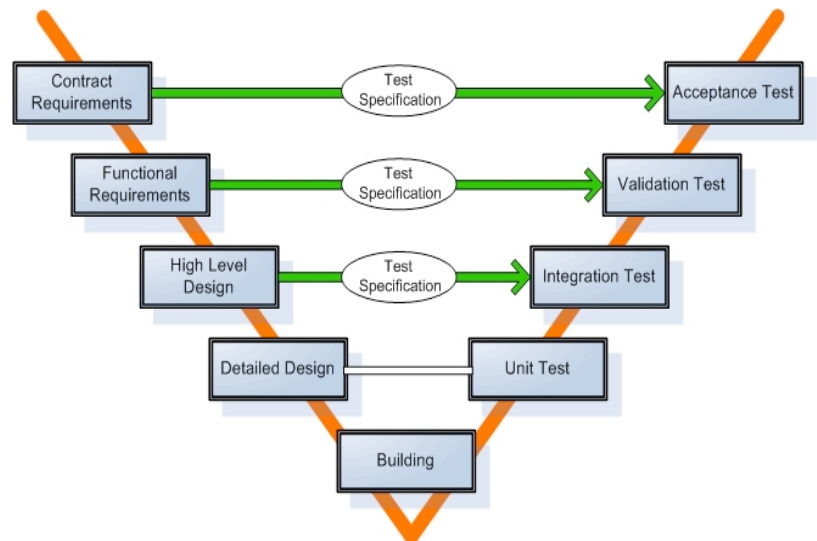 Contract
Requirements
Test
Specification
Acceptance Test
Functional
Requirements
Test
Specification
Validation Test
High Level
Design
Test
Specification
Integration Test
Detailed Design
Unit Test
Building